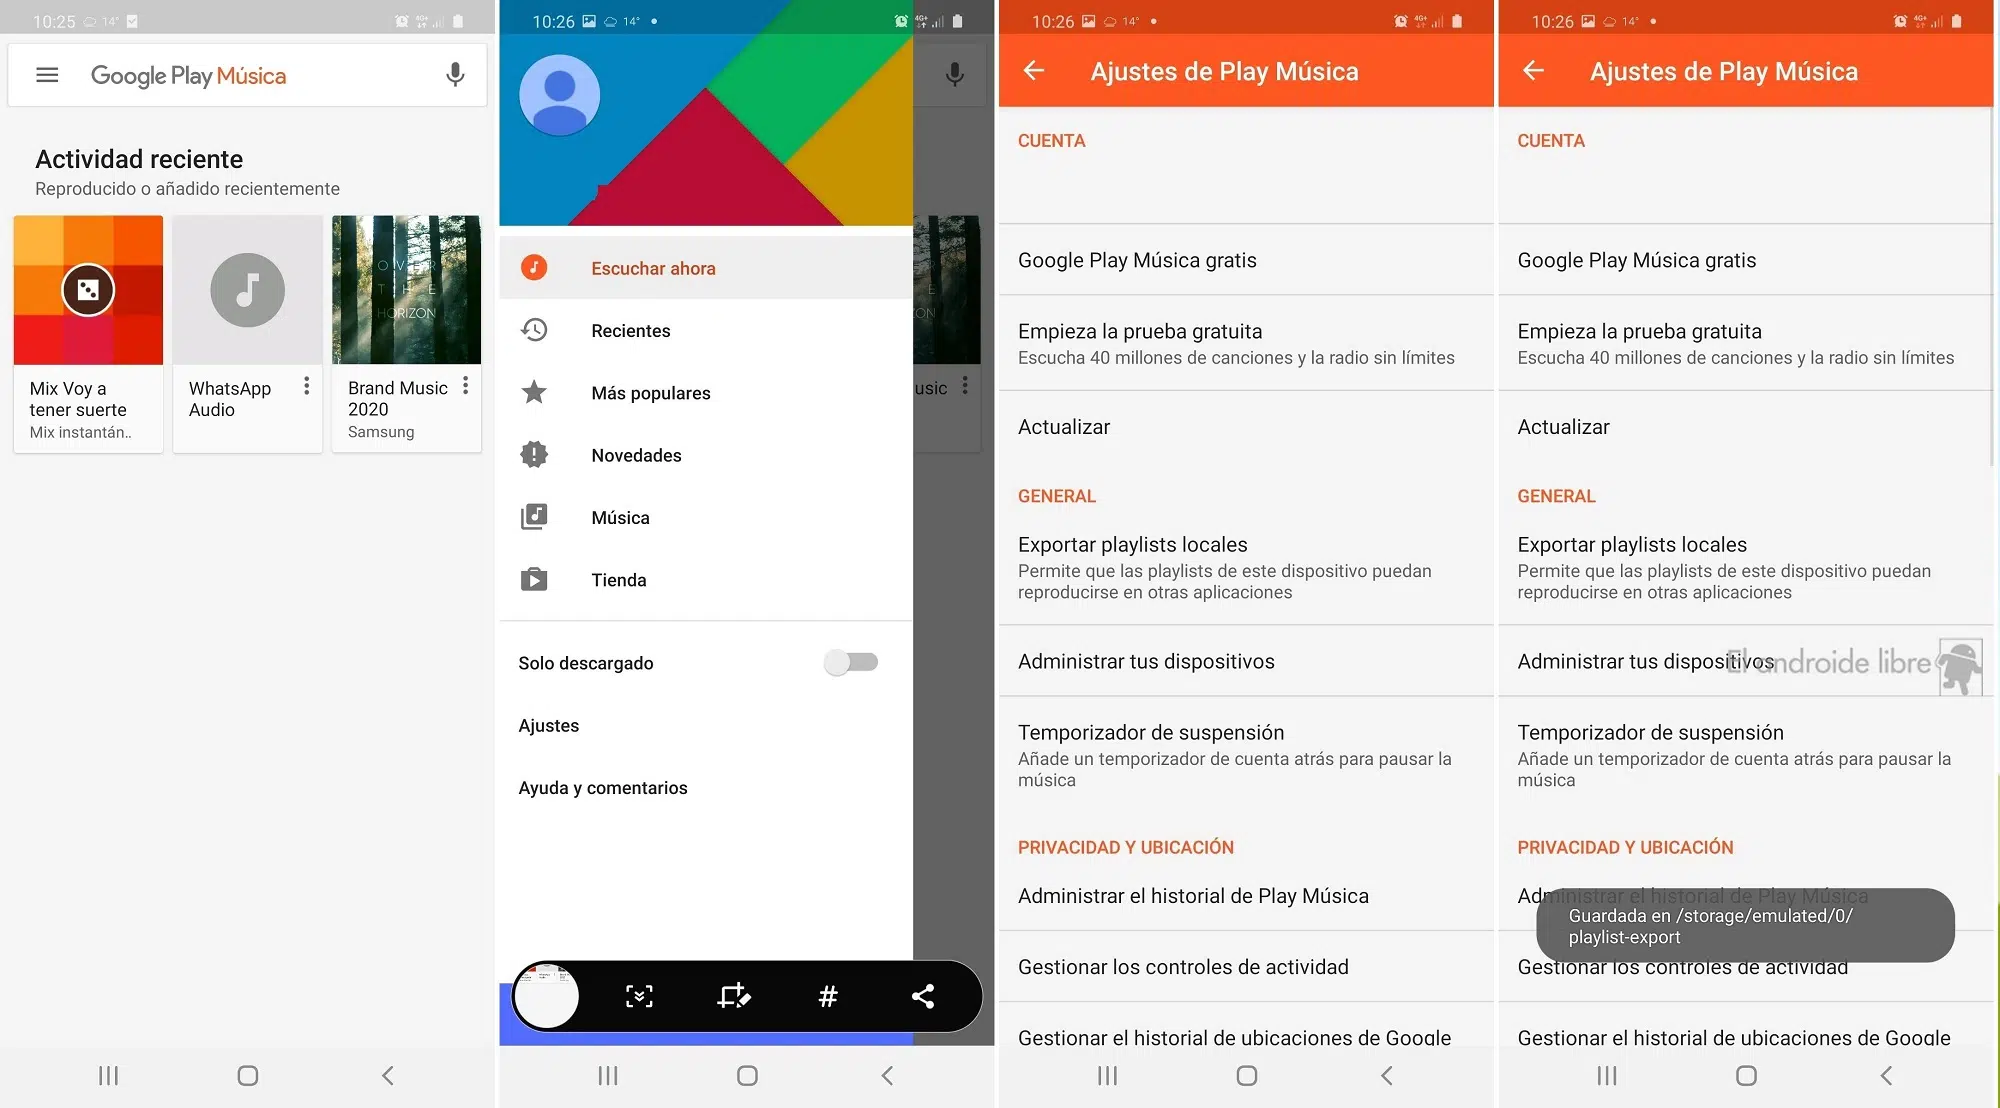 10:25 14°
4G+
Google Play Música
Actividad reciente
Reproducido o añadido recientemente
OVER
THE
HORIZON
Mix Voy a
tener suerte
Mix instantán..
WhatsApp
Audio
Brand Music
2020
Samsung
10:26 14°
4G+
Escuchar ahora
Recientes
Más populares
Novedades
Música
Tienda
Solo descargado
Ajustes
Ayuda y comentarios
usic
#
10:26 14°
4G+
Ajustes de Play Música
CUENTA
Google Play Música gratis
Empieza la prueba gratuita
Escucha 40 millones de canciones y la radio sin límites
Actualizar
GENERAL
Exportar playlists locales
Permite que las playlists de este dispositivo puedan
reproducirse en otras aplicaciones
Administrar tus dispositivos
Temporizador de suspensión
Añade un temporizador de cuenta atrás para pausar la
música
PRIVACIDAD Y UBICACIÓN
Administrar el historial de Play Música
Gestionar los controles de actividad
Gestionar el historial de ubicaciones de Google
10:26 14°
4G+
Ajustes de Play Música
CUENTA
Google Play Música gratis
Empieza la prueba gratuita
Escucha 40 millones de canciones y la radio sin límites
Actualizar
GENERAL
Exportar playlists locales
Permite que las playlists de este dispositivo puedan
reproducirse en otras aplicaciones
Administrar tus dispositivos
El androide libre
Temporizador de suspensión
Añade un temporizador de cuenta atrás para pausar la
música
PRIVACIDAD Y UBICACIÓN
Administrar el historial de Play Música
Guardada en /storage/emulated/0/
playlist-export
Gestionar los controles de actividad
Gestionar el historial de ubicaciones de Google